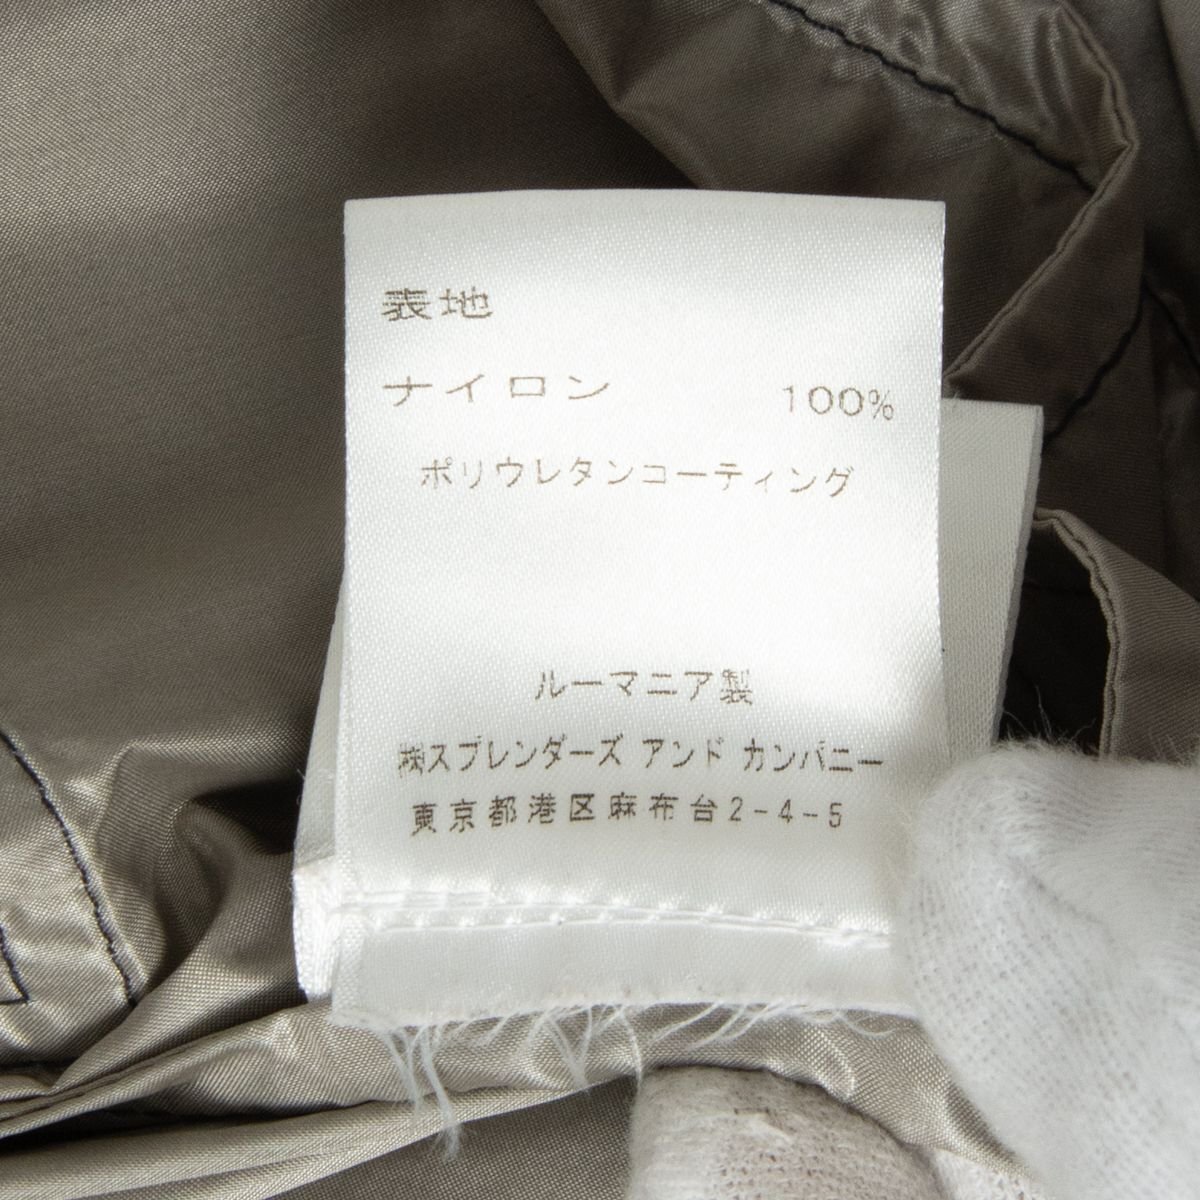 表地
ナイロン 100%
ポリウレタンコーティング
ルーマニア製
㈱スプレンダーズ アンド カンパニー
東京都港区麻布台2-4-5